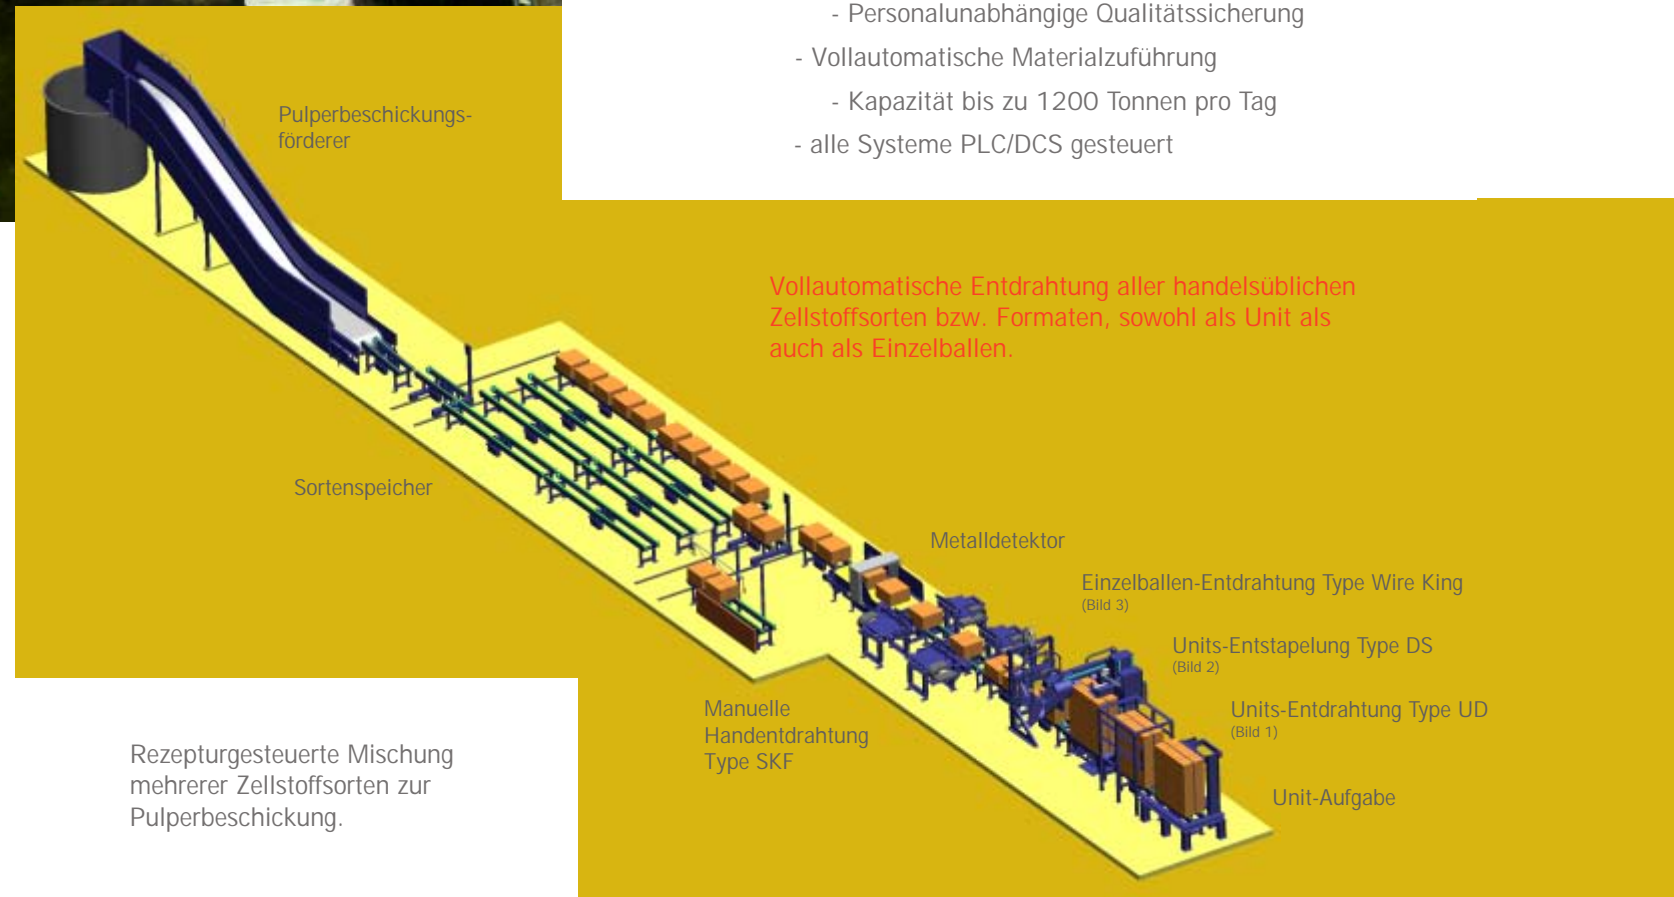 - Personalunabhängige Qualitätssicherung
- Vollautomatische Materialzuführung
- Kapazität bis zu 1200 Tonnen pro Tag
- alle Systeme PLC/DCS gesteuert
Pulperbeschickungs-
förderer
Vollautomatische Entdrahtung aller handelsüblichen
Zellstoffsorten bzw. Formaten, sowohl als Unit als
auch als Einzelballen.
Sortenspeicher
Metalldetektor
Einzelballen-Entdrahtung Type Wire King
(Bild 3)
Units-Entstapelung Type DS
(Bild 2)
Units-Entdrahtung Type UD
(Bild 1)
Unit-Aufgabe
Manuelle
Handentdrahtung
Type SKF
Rezepturgesteuerte Mischung
mehrerer Zellstoffsorten zur
Pulperbeschickung.